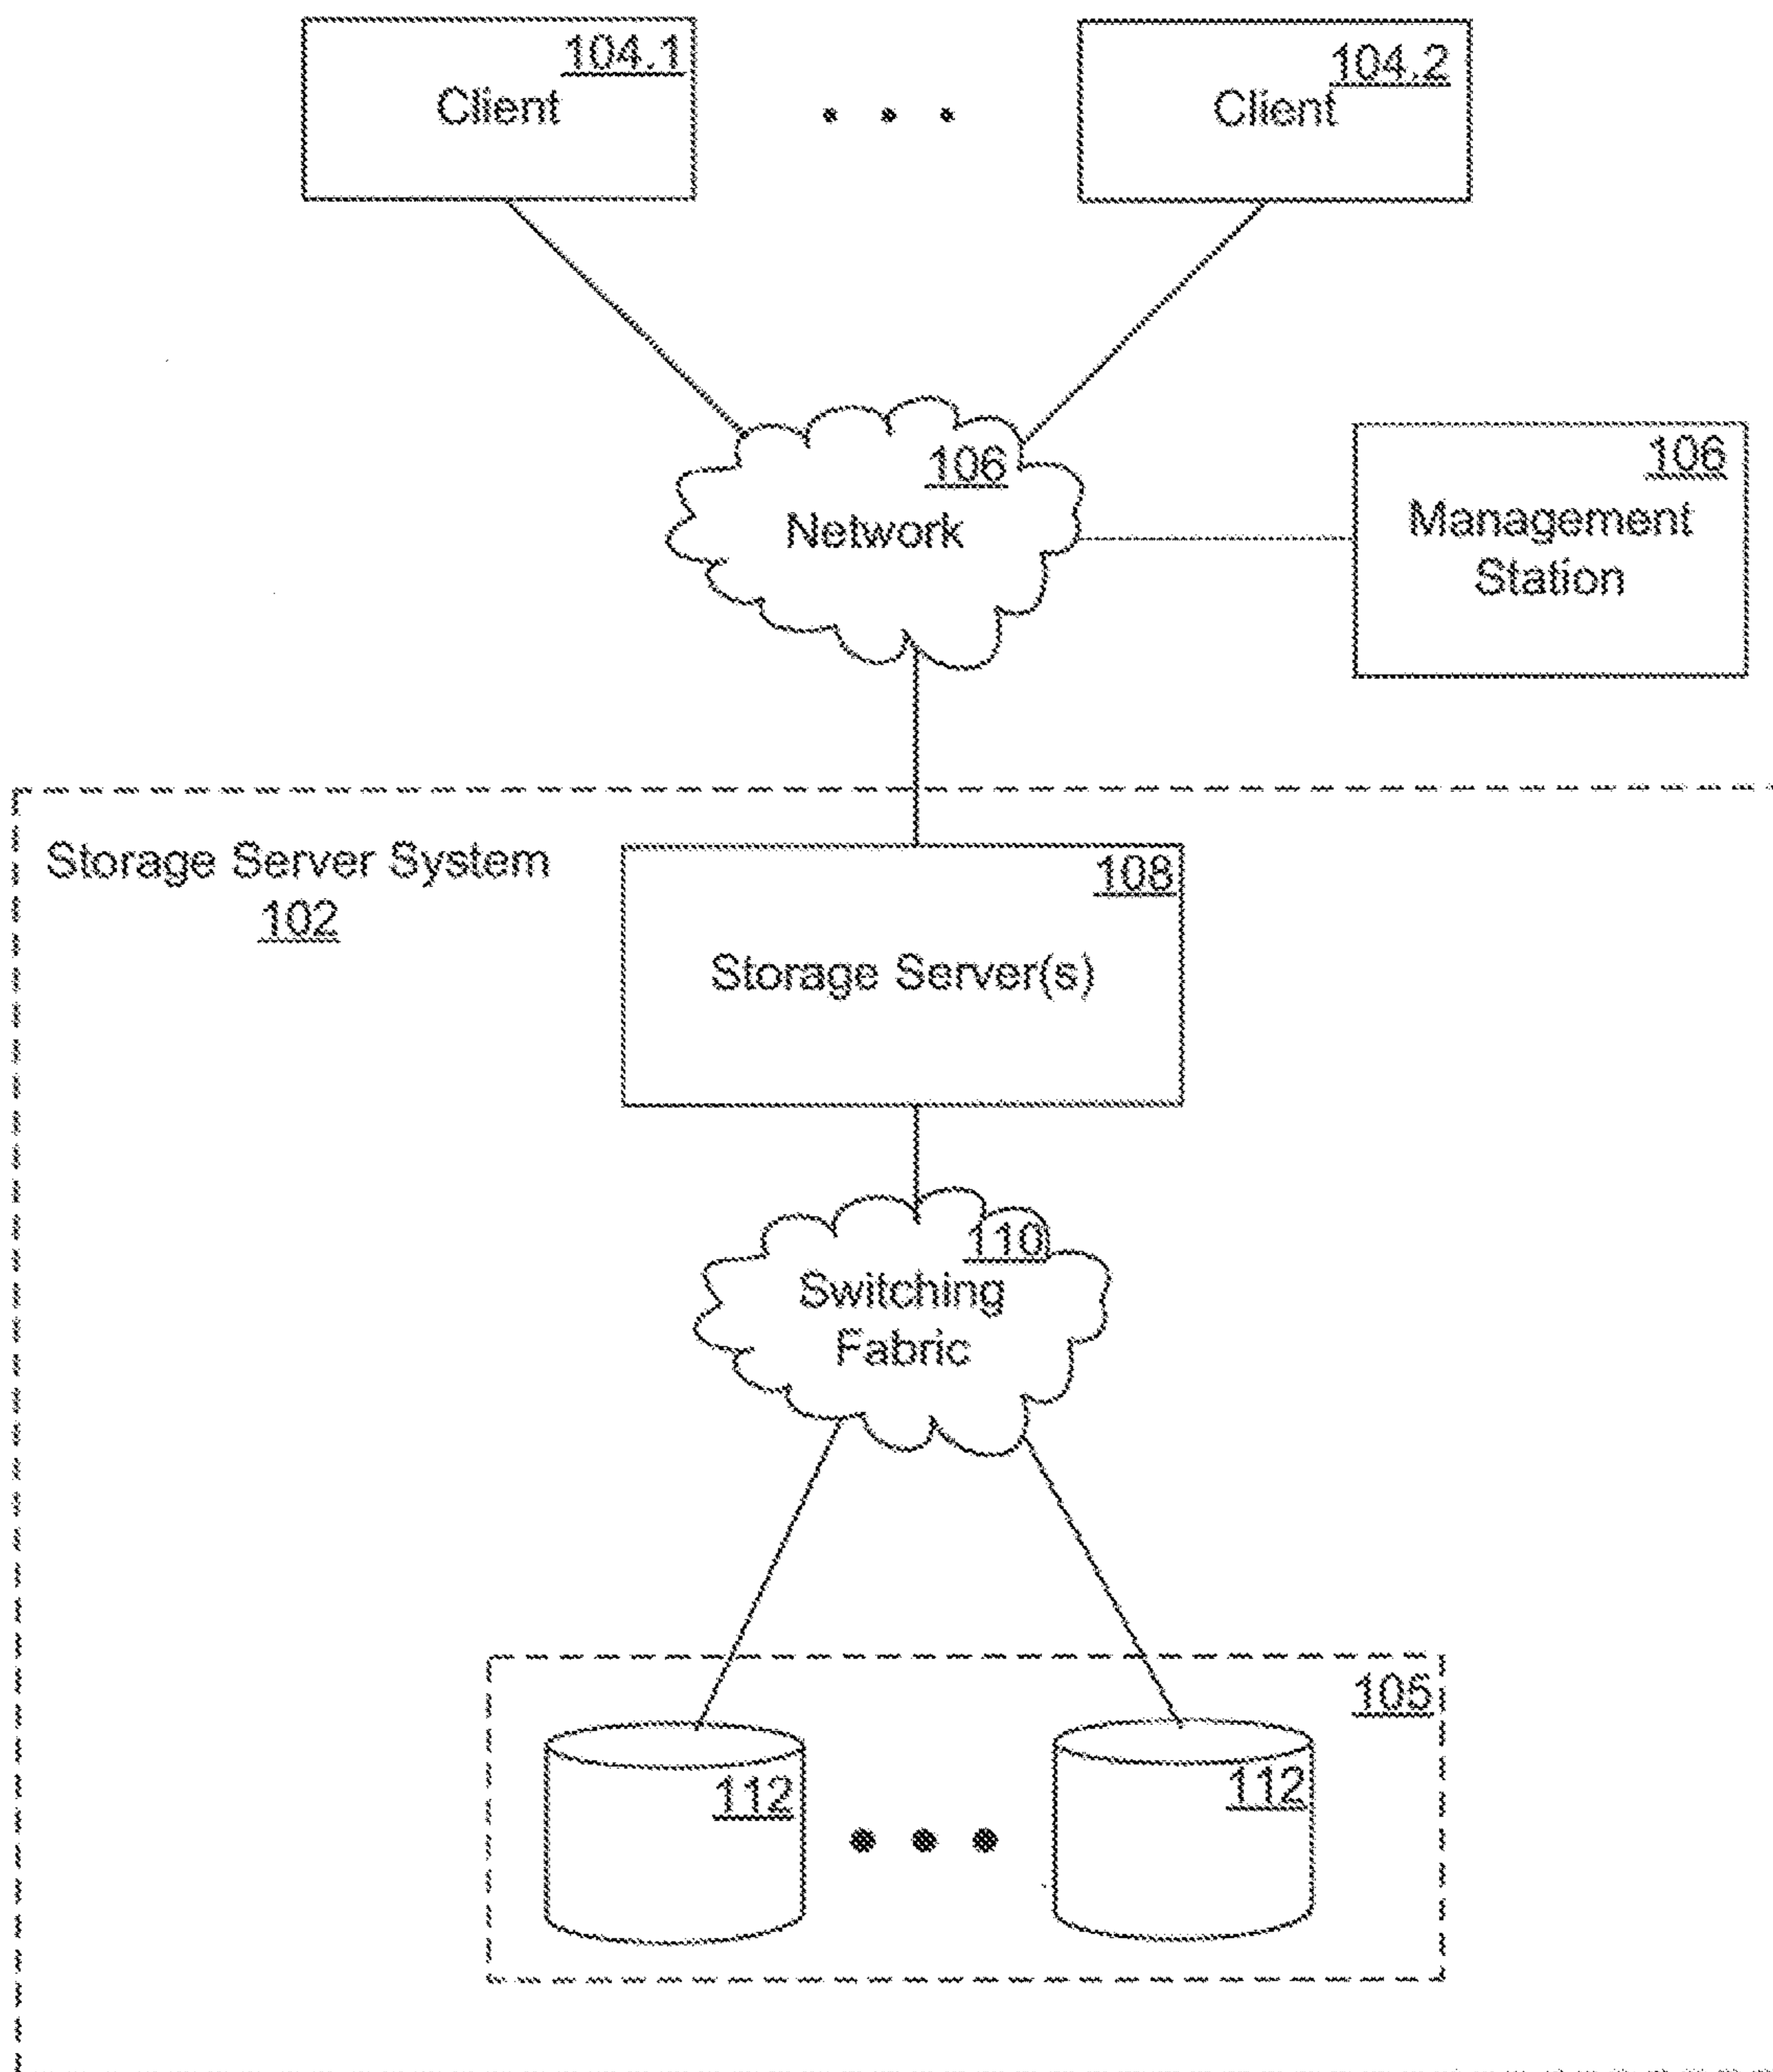 104.1
Client
104.2
Client
106
Network
106
Management
Station
Storage Server System
102
108
Storage Server(s)
110
Switching
Fabric
105
112
112